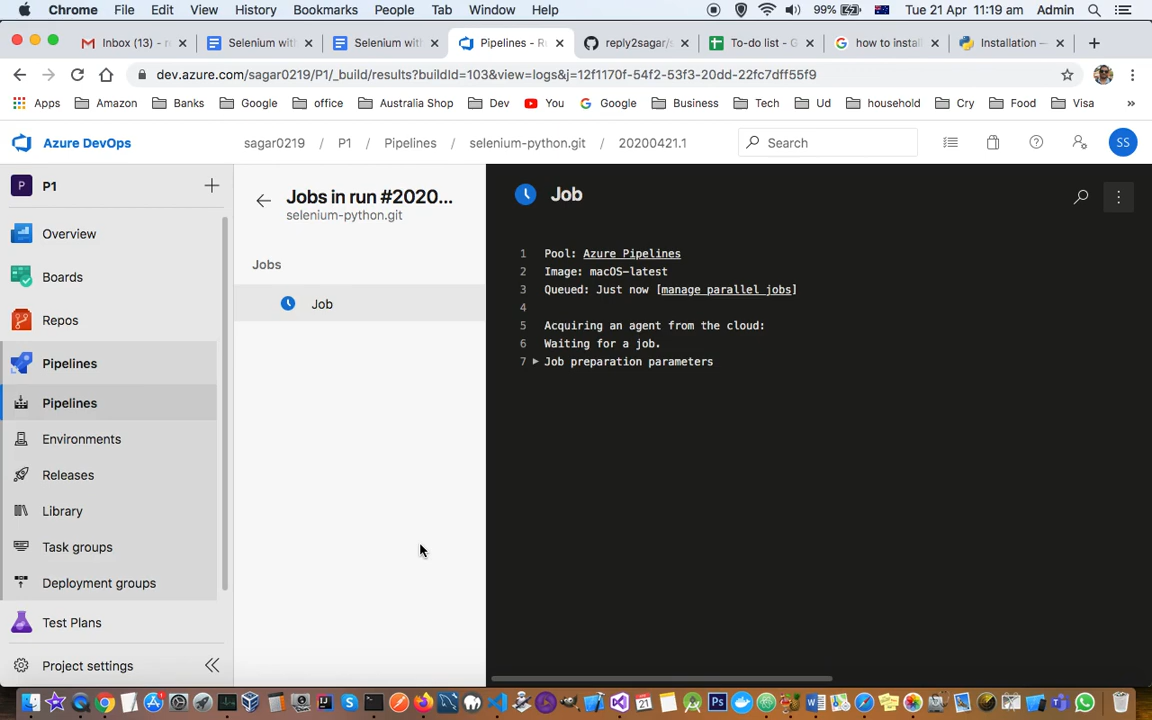 Chrome File Edit View History Bookmarks People Tab Window Help 99% Tue 21 Apr 11:19 am Admin
Inbox (13) - r Selenium wit Selenium wit Pipelines - R reply2sagar/s To-do list - G how to instal Installation —
dev.azure.com/sagar0219/P1/_build/results?buildId=103&view=logs&j=12f1170f-54f2-53f3-20dd-22fc7dff55f9
Apps Amazon Banks Google office Australia Shop Dev You Google Business Tech Ud household Cry Food Visa »
Azure DevOps sagar0219 / P1 / Pipelines / selenium-python.git / 20200421.1 Search SS
P P1
Overview
Boards
Repos
Pipelines
Pipelines
Environments
Releases
Library
Task groups
Deployment groups
Test Plans
Project settings
Jobs in run #2020...
selenium-python.git
Jobs
Job
Job
1 Pool: Azure Pipelines
2 Image: macOS-latest
3 Queued: Just now [manage parallel jobs]
4
5 Acquiring an agent from the cloud:
6 Waiting for a job.
7 Job preparation parameters